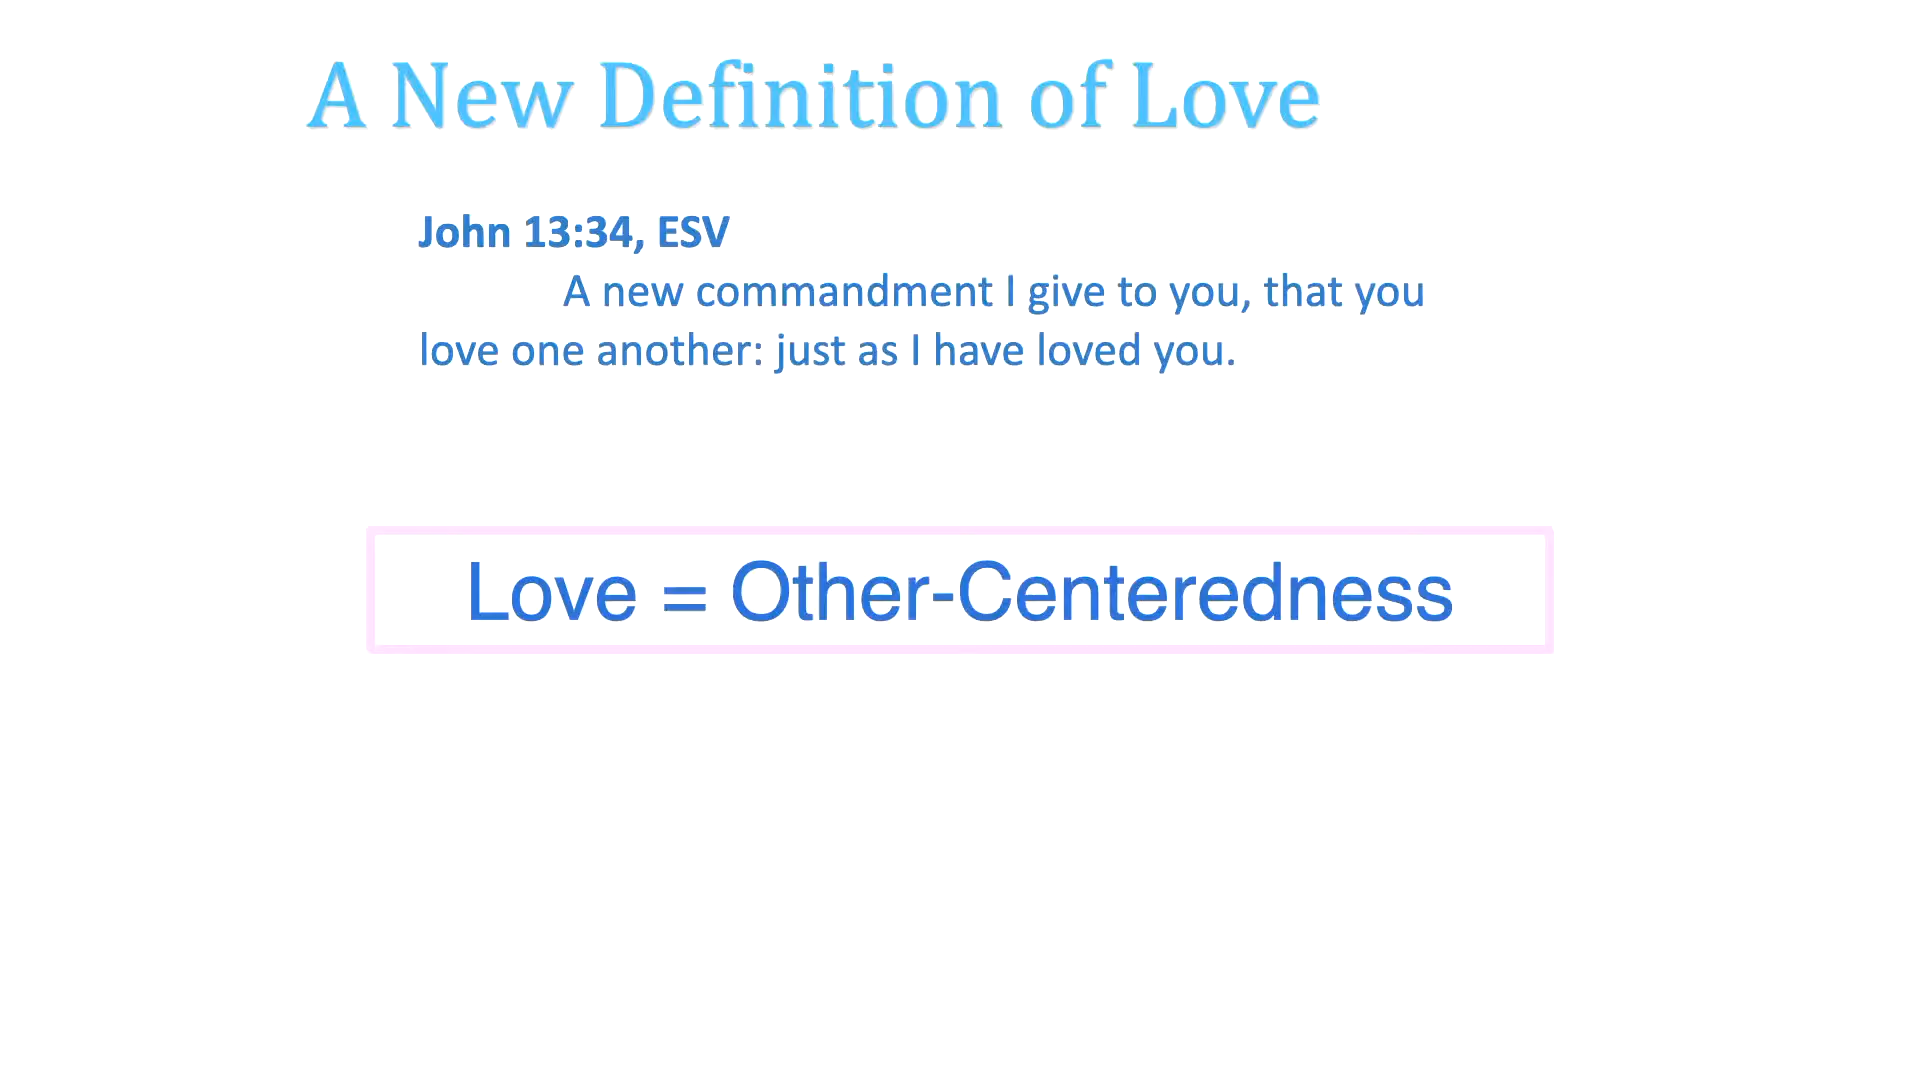 A New Definition of Love
John 13:34, ESV
A new commandment I give to you, that you
love one another: just as I have loved you.
Love = Other-Centeredness